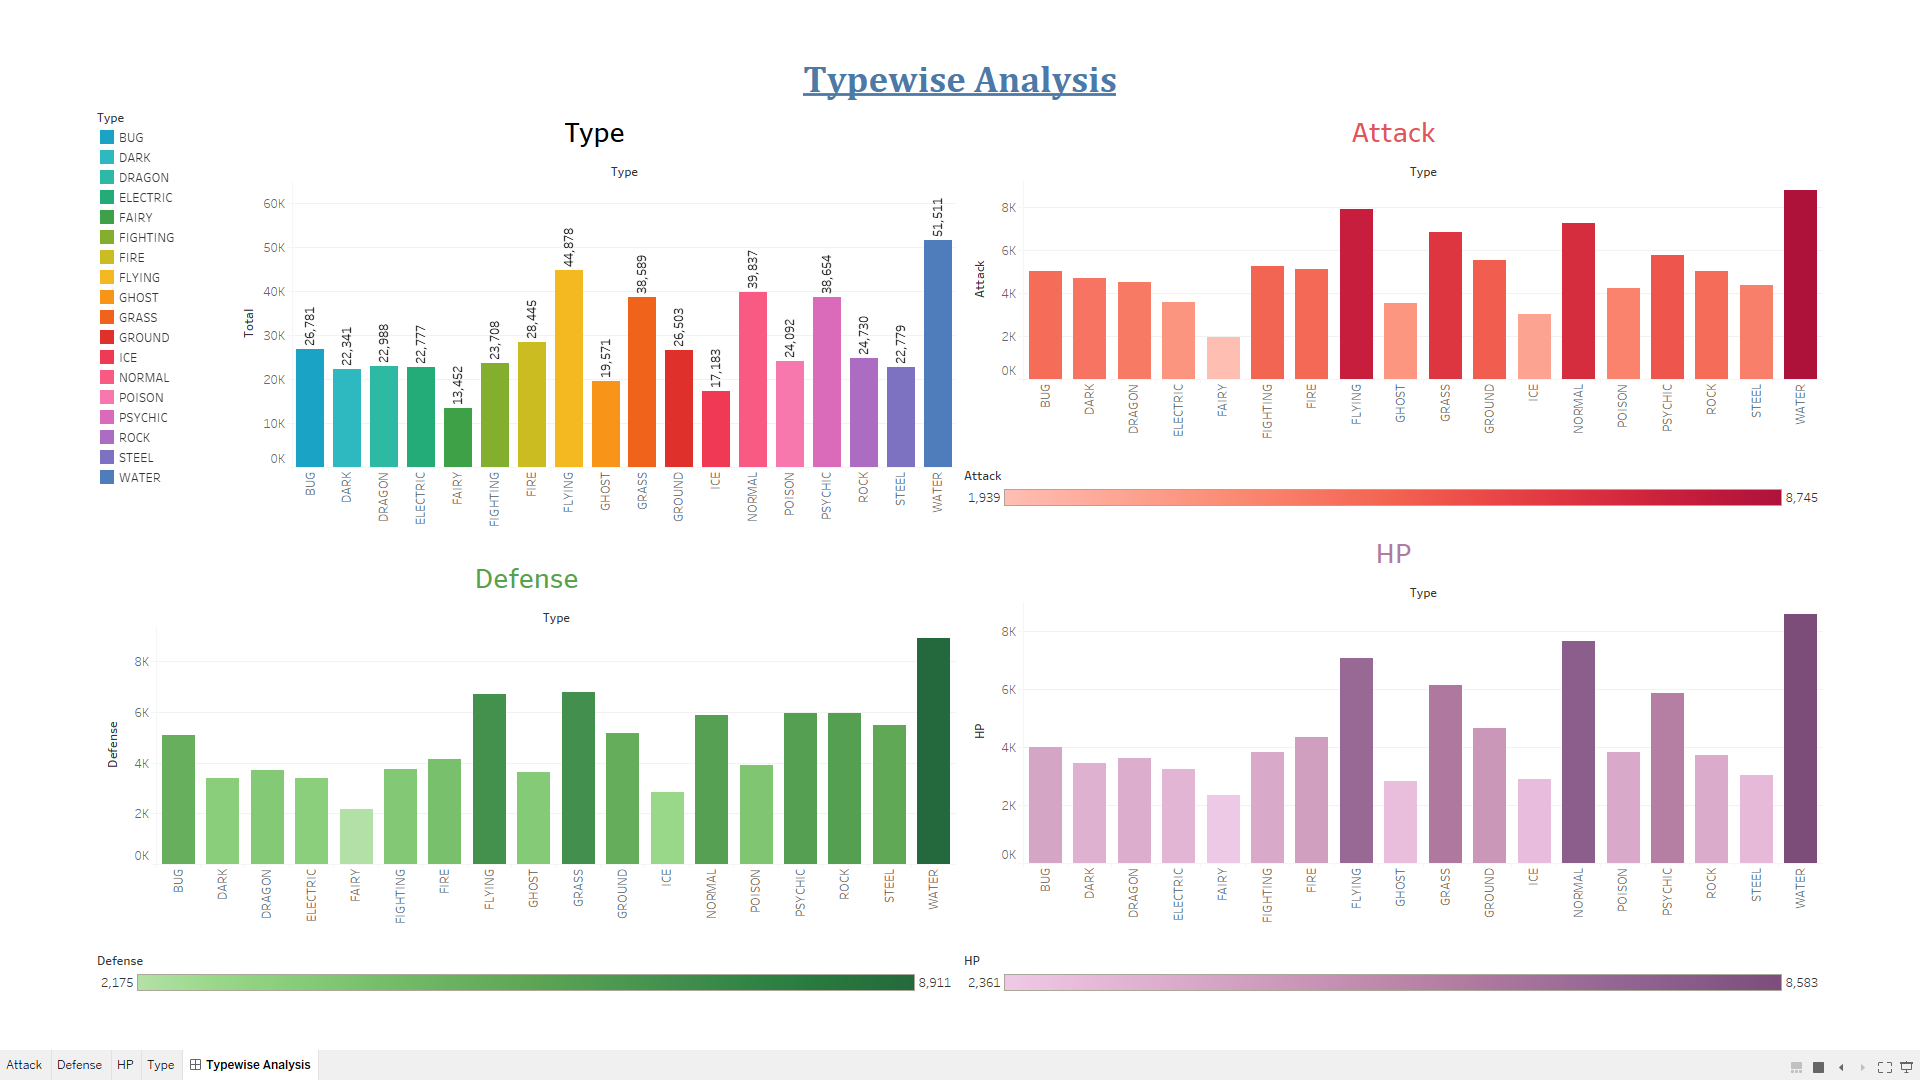 Typewise Analysis
Type
BUG
DARK
DRAGON
ELECTRIC
FAIRY
FIGHTING
FIRE
FLYING
GHOST
GRASS
GROUND
ICE
NORMAL
POISON
PSYCHIC
ROCK
STEEL
WATER
Type
Type
Total
60K
50K
40K
30K
20K
10K
0K
26,781
22,341
22,988
22,777
13,452
23,708
28,445
44,878
19,571
38,589
26,503
17,183
39,837
24,092
38,654
24,730
22,779
51,511
BUG
DARK
DRAGON
ELECTRIC
FAIRY
FIGHTING
FIRE
FLYING
GHOST
GRASS
GROUND
ICE
NORMAL
POISON
PSYCHIC
ROCK
STEEL
WATER
Attack
Type
Attack
8K
6K
4K
2K
0K
BUG
DARK
DRAGON
ELECTRIC
FAIRY
FIGHTING
FIRE
FLYING
GHOST
GRASS
GROUND
ICE
NORMAL
POISON
PSYCHIC
ROCK
STEEL
WATER
Attack
1,939 8,745
Defense
Type
Defense
8K
6K
4K
2K
0K
BUG
DARK
DRAGON
ELECTRIC
FAIRY
FIGHTING
FIRE
FLYING
GHOST
GRASS
GROUND
ICE
NORMAL
POISON
PSYCHIC
ROCK
STEEL
WATER
Defense
2,175 8,911
HP
Type
HP
8K
6K
4K
2K
0K
BUG
DARK
DRAGON
ELECTRIC
FAIRY
FIGHTING
FIRE
FLYING
GHOST
GRASS
GROUND
ICE
NORMAL
POISON
PSYCHIC
ROCK
STEEL
WATER
HP
2,361 8,583
Attack Defense HP Type Typewise Analysis